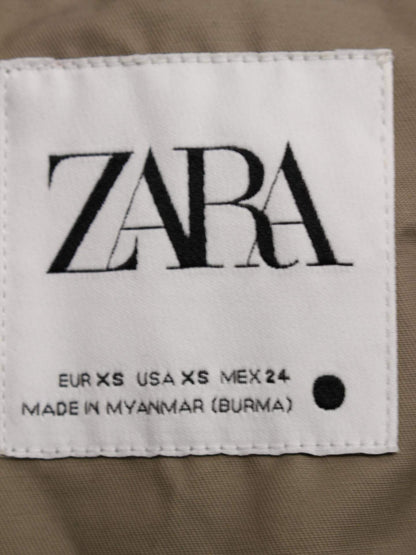 ZARA
EUR XS USA XS MEX 24
MADE IN MYANMAR (BURMA)